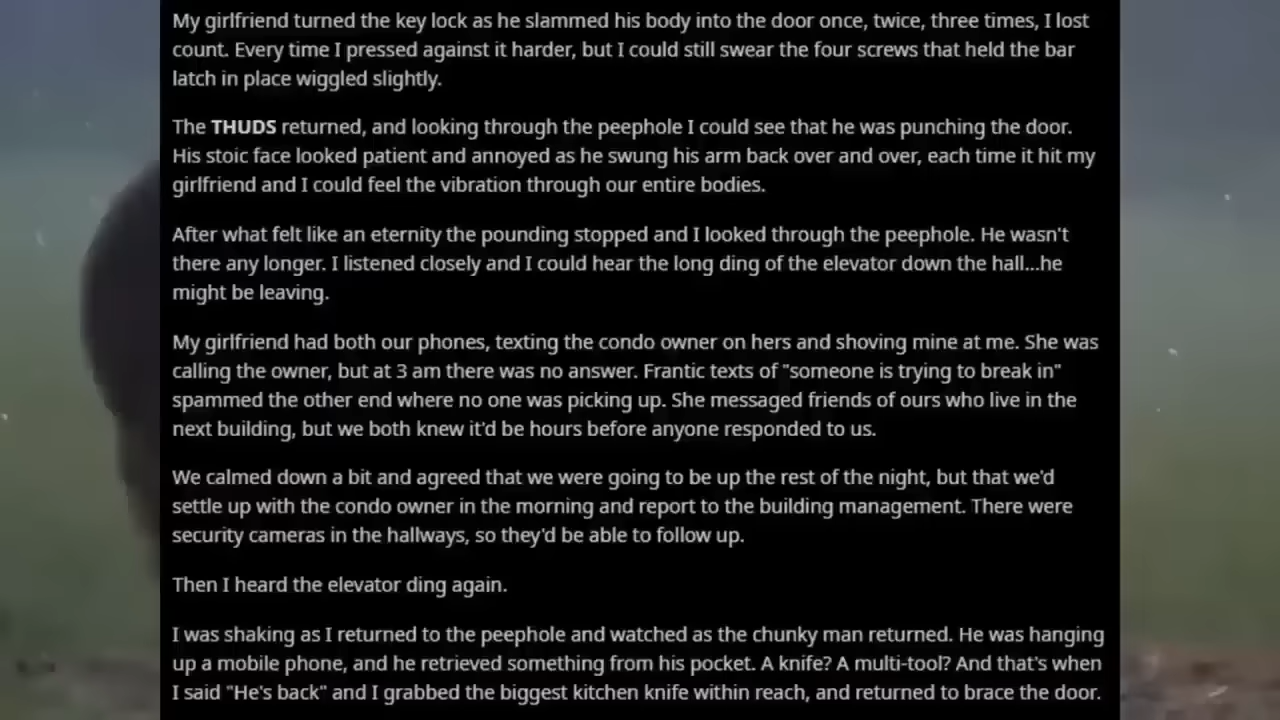 My girlfriend turned the key lock as he slammed his body into the door once, twice, three times, I lost
count. Every time I pressed against it harder, but I could still swear the four screws that held the bar
latch in place wiggled slightly.
The THUDS returned, and looking through the peephole I could see that he was punching the door.
His stoic face looked patient and annoyed as he swung his arm back over and over, each time it hit my
girlfriend and I could feel the vibration through our entire bodies.
After what felt like an eternity the pounding stopped and I looked through the peephole. He wasn't
there any longer. I listened closely and I could hear the long ding of the elevator down the hall...he
might be leaving.
My girlfriend had both our phones, texting the condo owner on hers and shoving mine at me. She was
calling the owner, but at 3 am there was no answer. Frantic texts of "someone is trying to break in"
spammed the other end where no one was picking up. She messaged friends of ours who live in the
next building, but we both knew it'd be hours before anyone responded to us.
We calmed down a bit and agreed that we were going to be up the rest of the night, but that we'd
settle up with the condo owner in the morning and report to the building management. There were
security cameras in the hallways, so they'd be able to follow up.
Then I heard the elevator ding again.
I was shaking as I returned to the peephole and watched as the chunky man returned. He was hanging
up a mobile phone, and he retrieved something from his pocket. A knife? A multi-tool? And that's when
I said "He's back" and I grabbed the biggest kitchen knife within reach, and returned to brace the door.